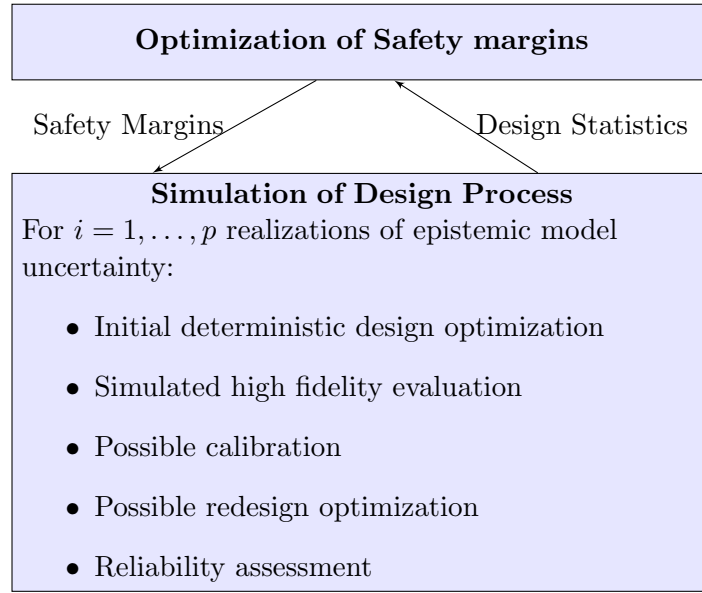 Optimization of Safety margins
Safety Margins
Design Statistics
Simulation of Design Process
For i = 1, . . . , p realizations of epistemic model
uncertainty:
• Initial deterministic design optimization
• Simulated high fidelity evaluation
• Possible calibration
• Possible redesign optimization
• Reliability assessment